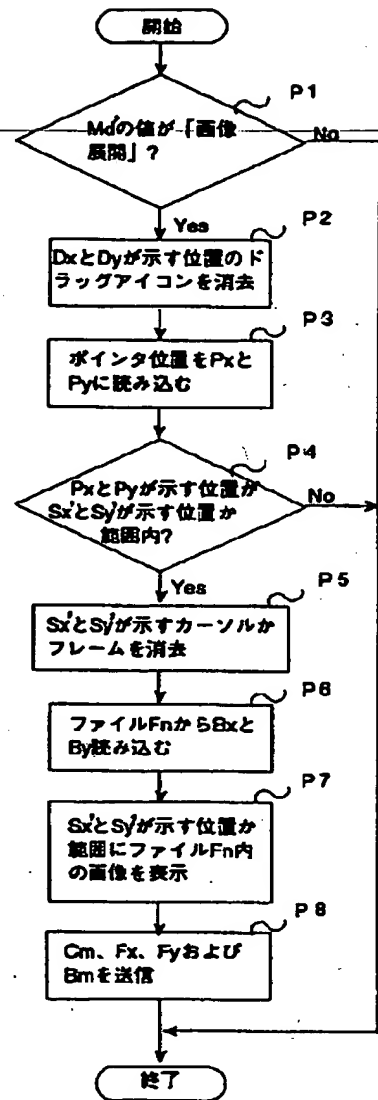 開始
P1
Md'の値が「画像
展開」?
No
Yes
P2
DxとDyが示す位置のド
ラッグアイコンを消去
P3
ポインタ位置をPxと
Pyに読み込む
P4
PxとPyが示す位置が
Sx'とSy'が示す位置か
範囲内?
No
Yes
P5
Sx'とSy'が示すカーソルか
フレームを消去
P6
ファイルFnからBxと
By読み込む
P7
Sx'とSy'が示す位置か
範囲にファイルFn内
の画像を表示
P8
Cm、Fx、Fyおよび
Bmを送信
終了